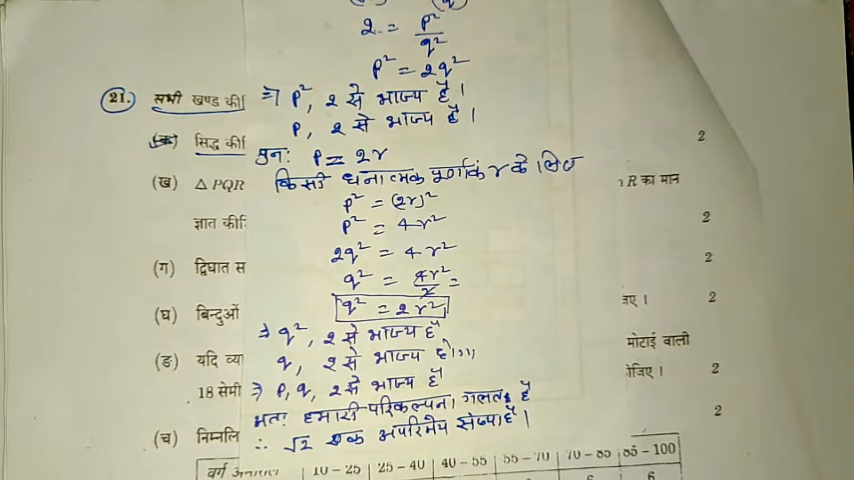 2 = p²/q²
p² = 2q²
21. सभी खण्ड की
⇒ p², 2 से भाज्य है।
p, 2 से भाज्य है।
(क) सिद्ध की
2
पुनः p = 2r
किसी धनात्मक पूर्णांक r के लिए
(ख) △ PQR
R का मान
p² = (2r)²
p² = 4r²
ज्ञात की
2
2q² = 4r²
(ग) द्विघात स
2
q² = 4r²/2 =
q² = 2r²
(घ) बिन्दुओं
2
⇒ q², 2 से भाज्य है
q, 2 से भाज्य होगा
(ङ) यदि व्या
मोटाई वाली
18 सेमी
2
⇒ p, q, 2 से भाज्य है
अतः हमारी परिकल्पना गलत है
∴ √2 एक अपरिमेय संख्या है।
(च) निम्नलि
2
वर्ग 10 – 25 25 – 40 40 – 55 55 – 70 70 – 85 85 – 100
6 6